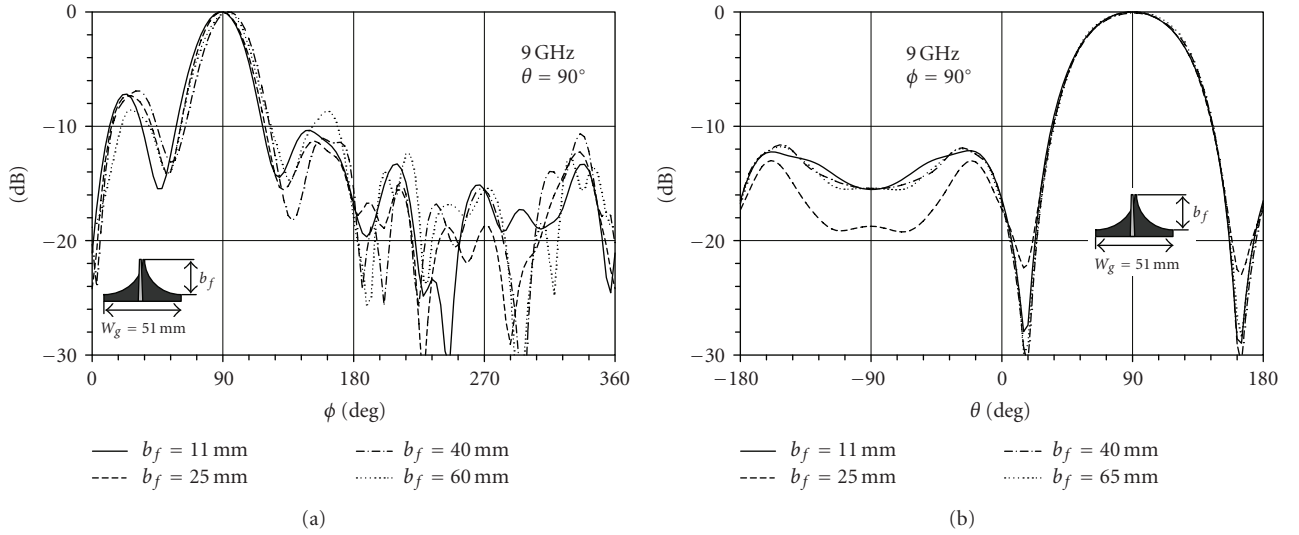 0
−10
−20
−30
(dB)
9 GHz
θ = 90°
b_f
W_g = 51 mm
0 90 180 270 360
ϕ (deg)
b_f = 11 mm
b_f = 25 mm
b_f = 40 mm
b_f = 60 mm
(a)
0
−10
−20
−30
(dB)
9 GHz
ϕ = 90°
b_f
W_g = 51 mm
−180 −90 0 90 180
θ (deg)
b_f = 11 mm
b_f = 25 mm
b_f = 40 mm
b_f = 65 mm
(b)